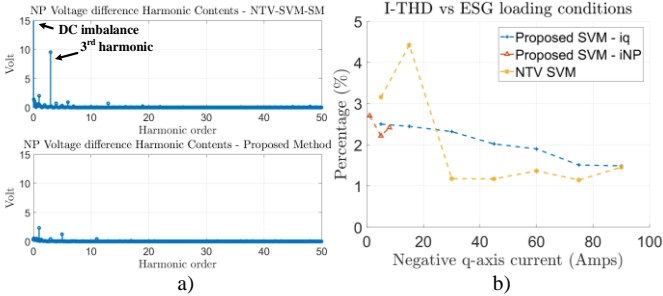 NP Voltage difference Harmonic Contents - NTV-SVM-SM
15
10
5
0
Volt
DC imbalance
3rd harmonic
0 10 20 30 40 50
Harmonic order
NP Voltage difference Harmonic Contents - Proposed Method
15
10
5
0
Volt
0 10 20 30 40 50
Harmonic order
a)
I-THD vs ESG loading conditions
5
4
3
2
1
0
Percentage (%)
Proposed SVM - iq
Proposed SVM - iNP
NTV SVM
0 20 40 60 80 100
Negative q-axis current (Amps)
b)